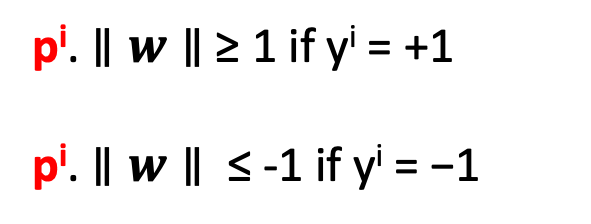 pⁱ. ‖ w ‖ ≥ 1 if yⁱ = +1
pⁱ. ‖ w ‖ ≤ -1 if yⁱ = −1